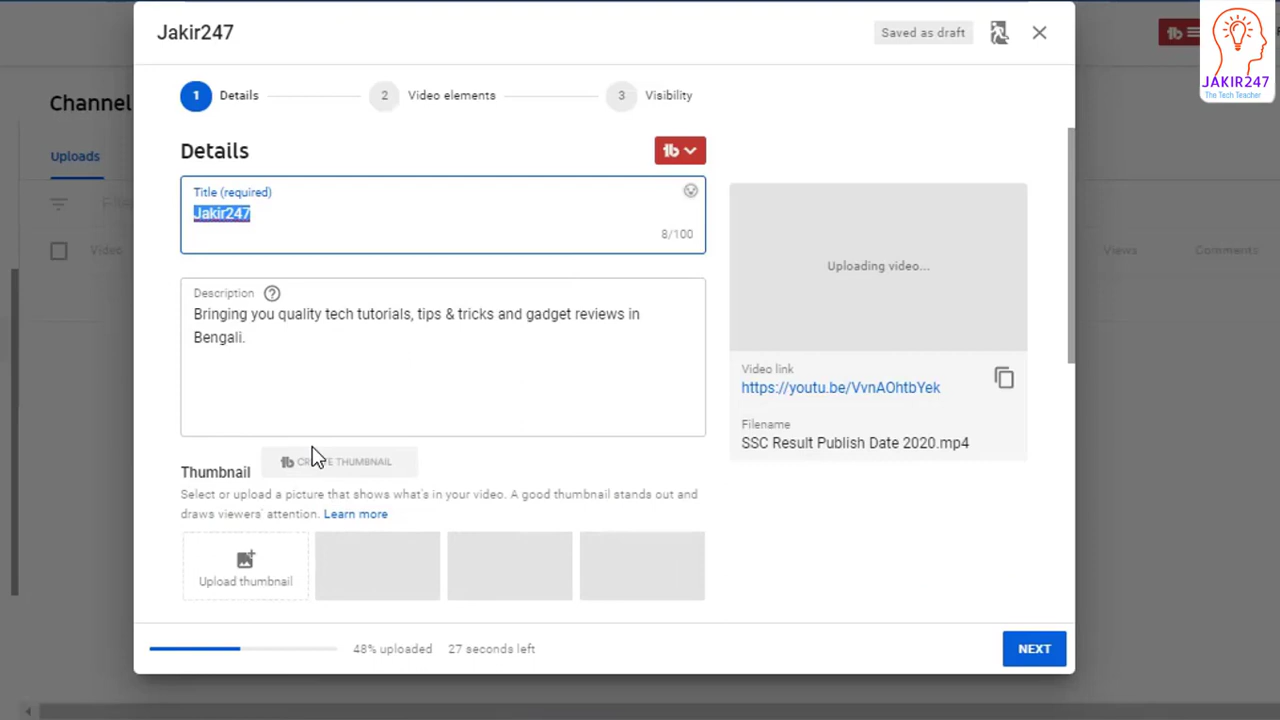 Jakir247
Saved as draft
JAKIR247
The Tech Teacher
1 Details
2 Video elements
3 Visibility
Channel
Uploads
Details
Title (required)
Jakir247
8/100
Description
Bringing you quality tech tutorials, tips & tricks and gadget reviews in
Bengali.
Uploading video...
Video link
https://youtu.be/VvnAOhtbYek
Filename
SSC Result Publish Date 2020.mp4
Video
Views
Comments
Thumbnail
THUMBNAIL
Select or upload a picture that shows what's in your video. A good thumbnail stands out and
draws viewers' attention. Learn more
Upload thumbnail
48% uploaded
27 seconds left
NEXT